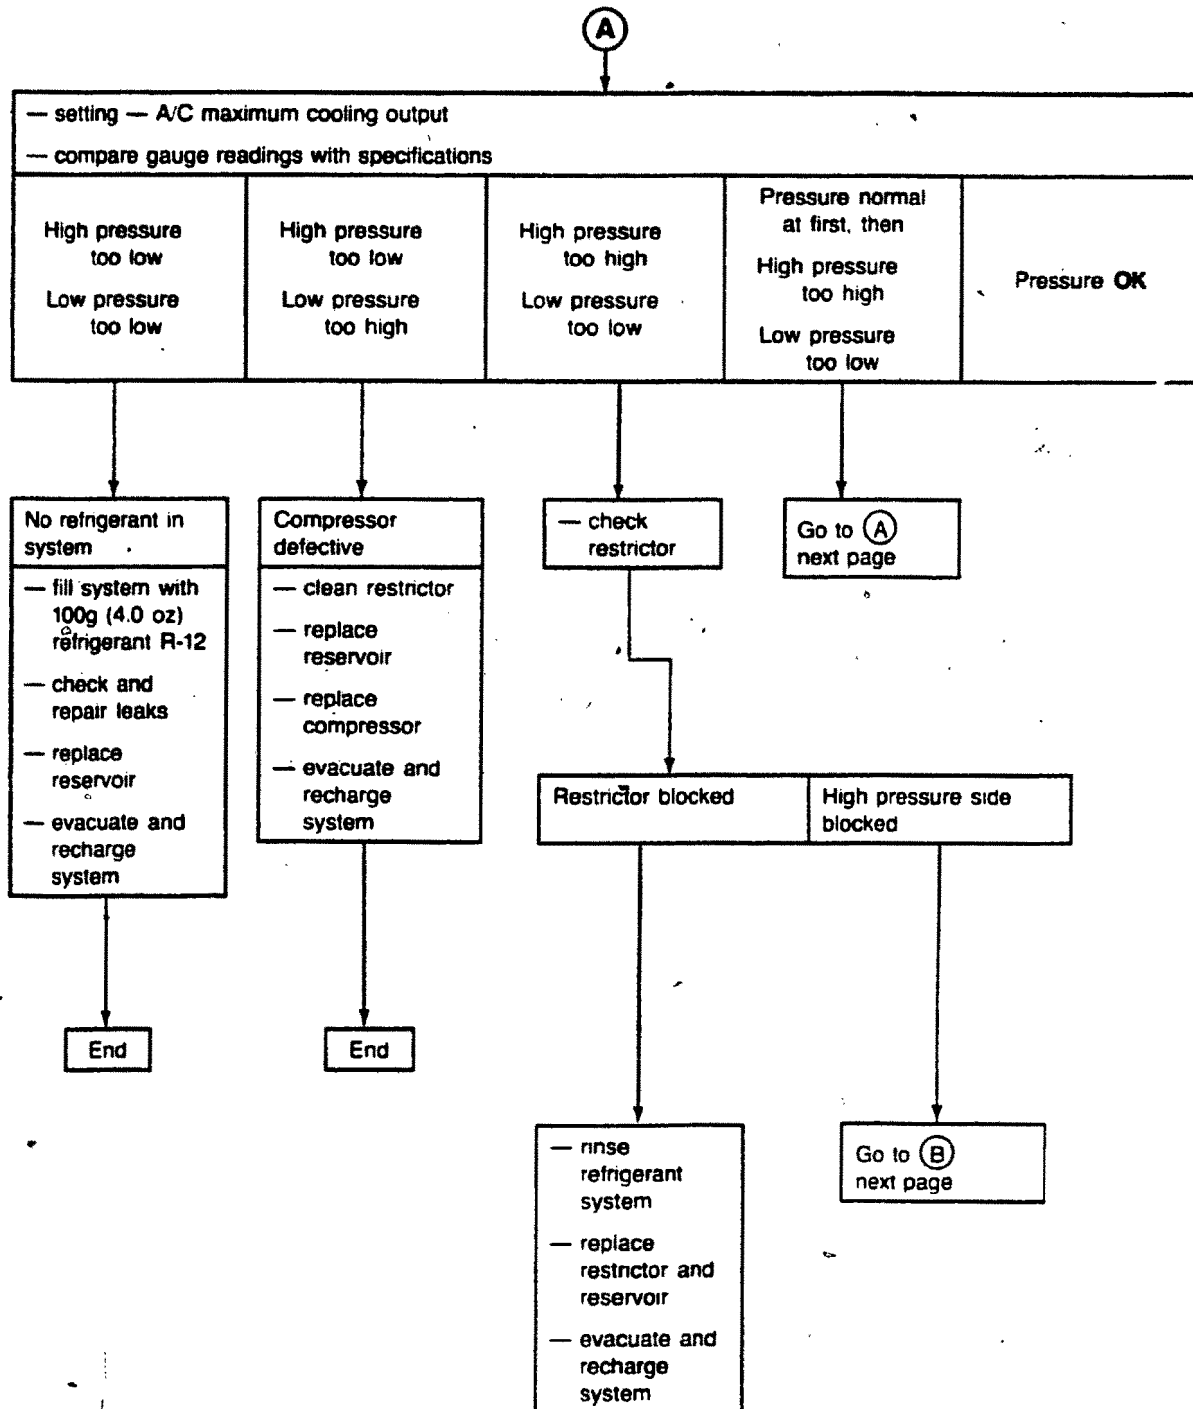 A
— setting — A/C maximum cooling output
— compare gauge readings with specifications
High pressure
too low
Low pressure
too low
High pressure
too low
Low pressure
too high
High pressure
too high
Low pressure
too low
Pressure normal
at first, then
High pressure
too high
Low pressure
too low
Pressure OK
No refrigerant in
system
— fill system with
100g (4.0 oz)
refrigerant R-12
— check and
repair leaks
— replace
reservoir
— evacuate and
recharge
system
End
Compressor
defective
— clean restrictor
— replace
reservoir
— replace
compressor
— evacuate and
recharge
system
End
— check
restrictor
Go to A
next page
Restrictor blocked
High pressure side
blocked
— rinse
refrigerant
system
— replace
restrictor and
reservoir
— evacuate and
recharge
system
Go to B
next page